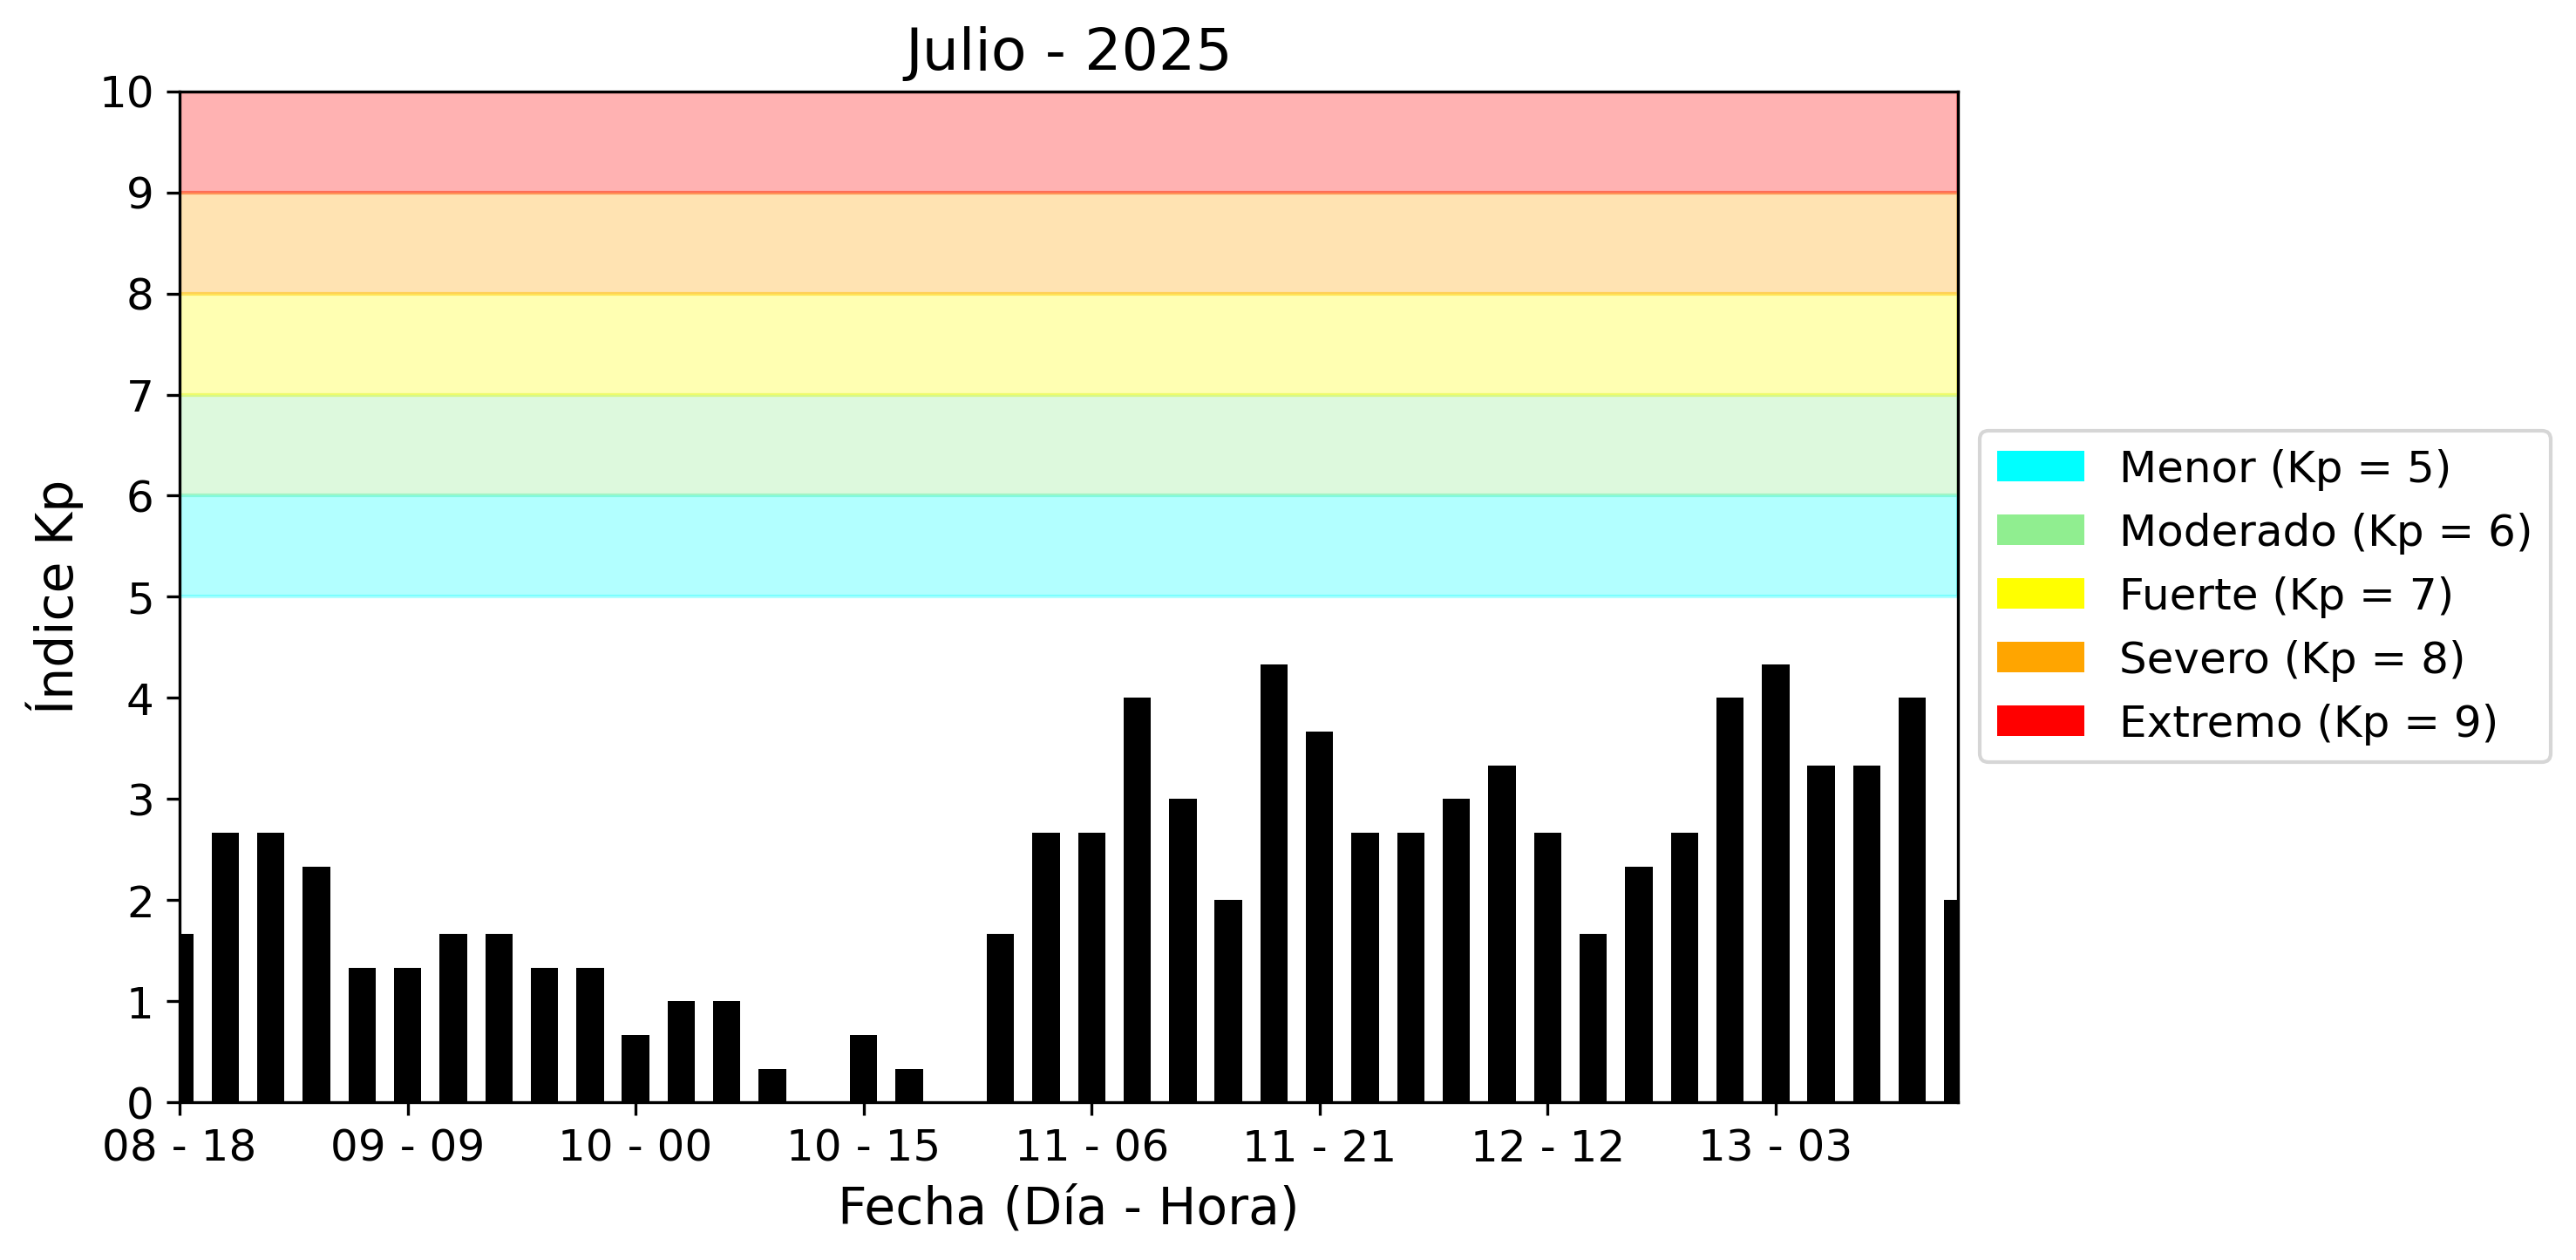 Julio - 2025
10
9
8
7
6
5
4
3
2
1
0
Índice Kp
08 - 18
09 - 09
10 - 00
10 - 15
11 - 06
11 - 21
12 - 12
13 - 03
Fecha (Día - Hora)
Menor (Kp = 5)
Moderado (Kp = 6)
Fuerte (Kp = 7)
Severo (Kp = 8)
Extremo (Kp = 9)